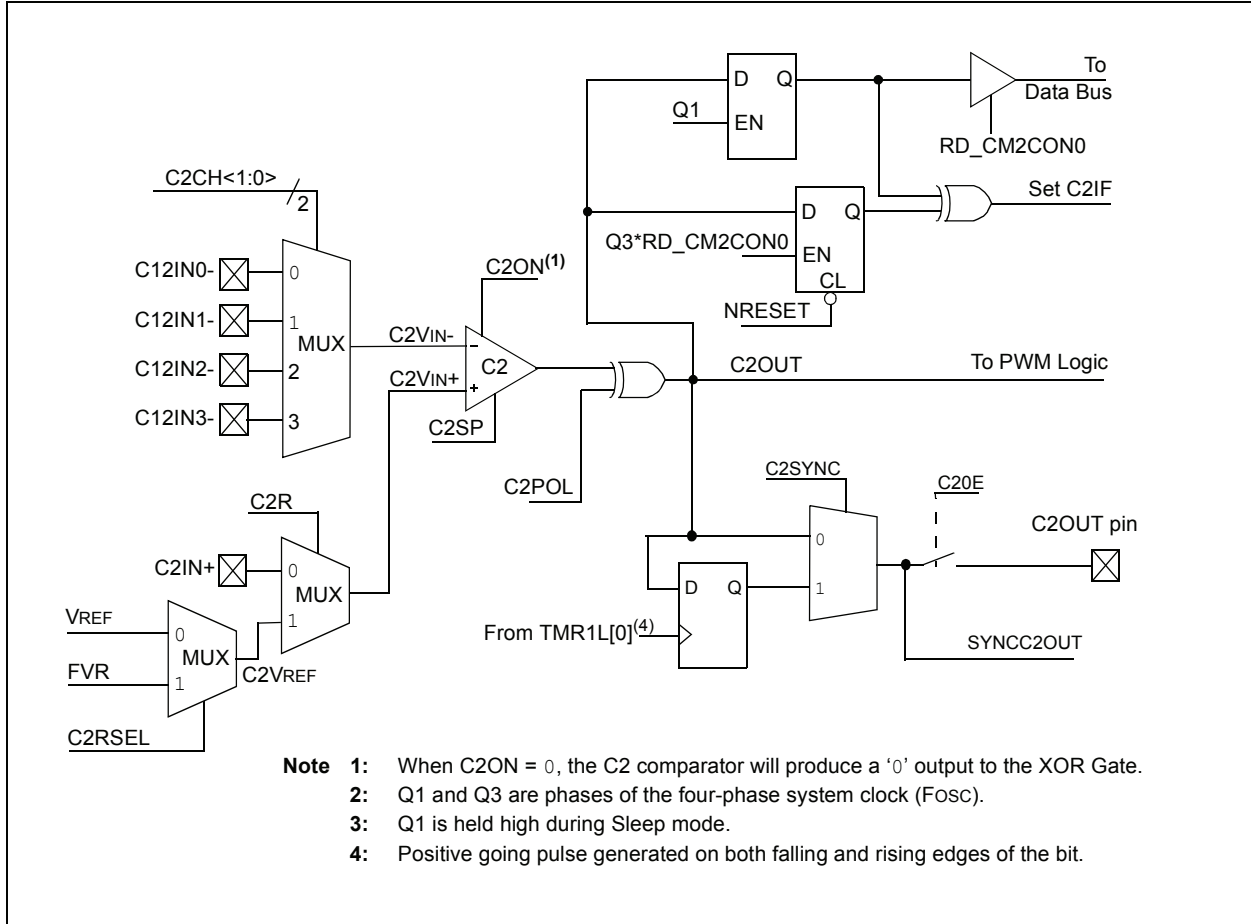 D Q
EN
Q1
To
Data Bus
RD_CM2CON0
D Q
EN
CL
Q3*RD_CM2CON0
NRESET
Set C2IF
C2CH<1:0>
2
C12IN0-
C12IN1-
C12IN2-
C12IN3-
0
1
2
3
MUX
C2ON(1)
C2VIN-
C2VIN+
−
+
C2
C2SP
C2POL
C2OUT
To PWM Logic
C2R
C2IN+
0
1
MUX
VREF
FVR
0
1
MUX
C2VREF
C2RSEL
C2SYNC
0
1
C20E
C2OUT pin
D Q
From TMR1L[0](4)
SYNCC2OUT
Note 1: When C2ON = 0, the C2 comparator will produce a ‘0’ output to the XOR Gate.
2: Q1 and Q3 are phases of the four-phase system clock (FOSC).
3: Q1 is held high during Sleep mode.
4: Positive going pulse generated on both falling and rising edges of the bit.